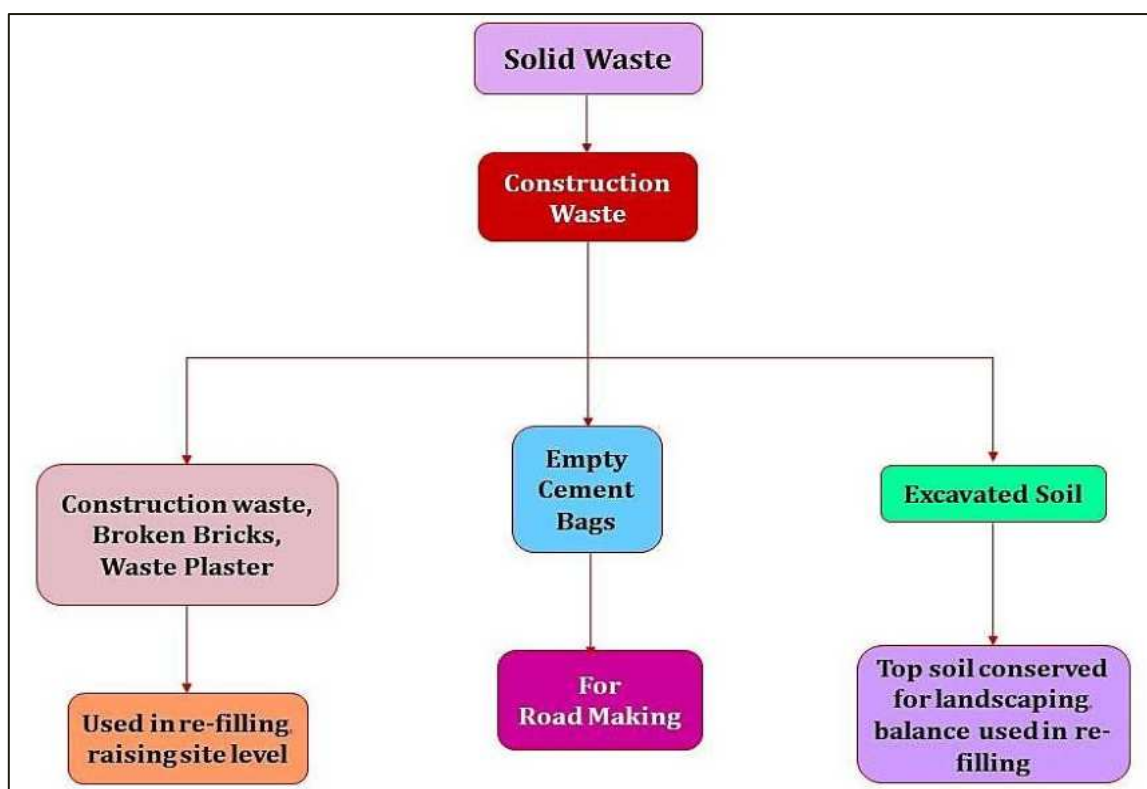 Solid Waste
Construction
Waste
Construction waste,
Broken Bricks,
Waste Plaster
Empty
Cement
Bags
Excavated Soil
Used in re-filling,
raising site level
For
Road Making
Top soil conserved
for landscaping,
balance used in re-
filling